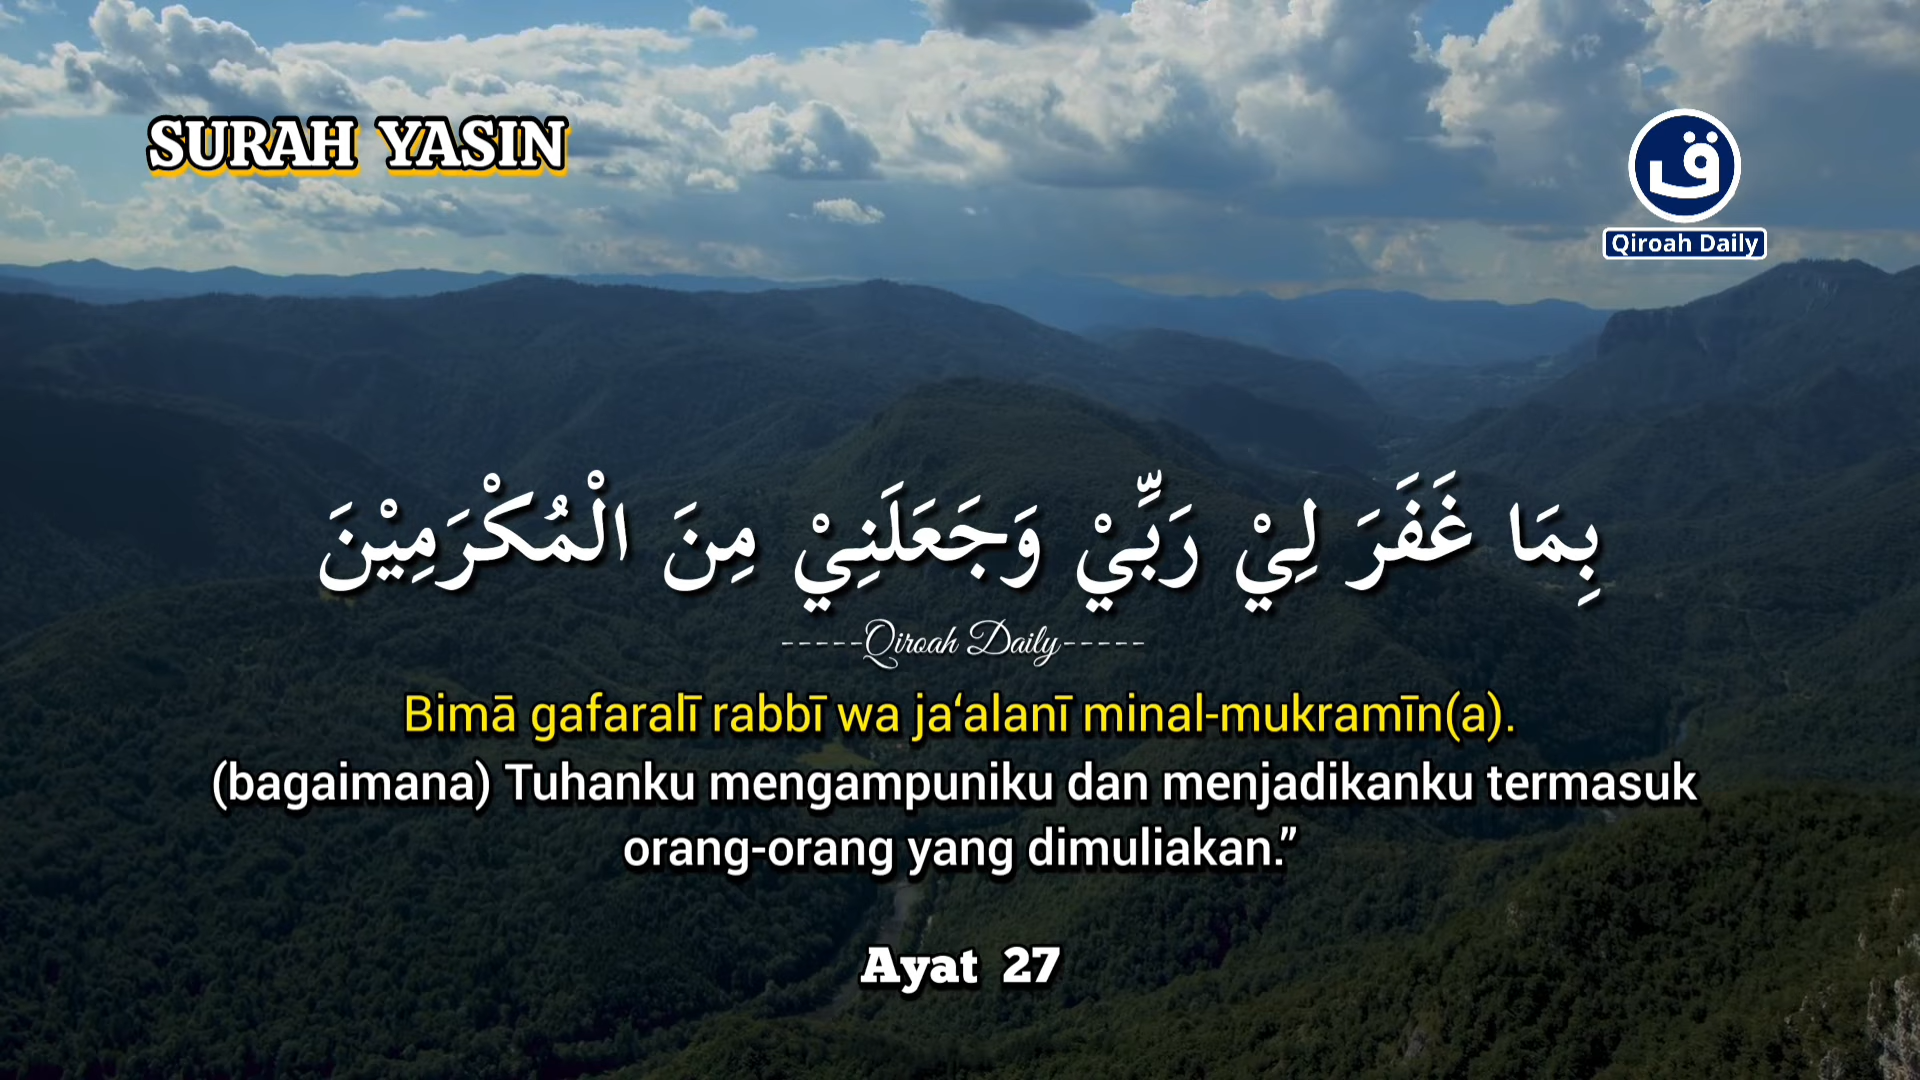 SURAH YASIN
ق
Qiroah Daily
بِمَا غَفَرَ لِيْ رَبِّيْ وَجَعَلَنِيْ مِنَ الْمُكْرَمِيْنَ
-----Qiroah Daily-----
Bimā gafaralī rabbī wa ja‘alanī minal-mukramīn(a).
(bagaimana) Tuhanku mengampuniku dan menjadikanku termasuk
orang-orang yang dimuliakan.”
Ayat 27